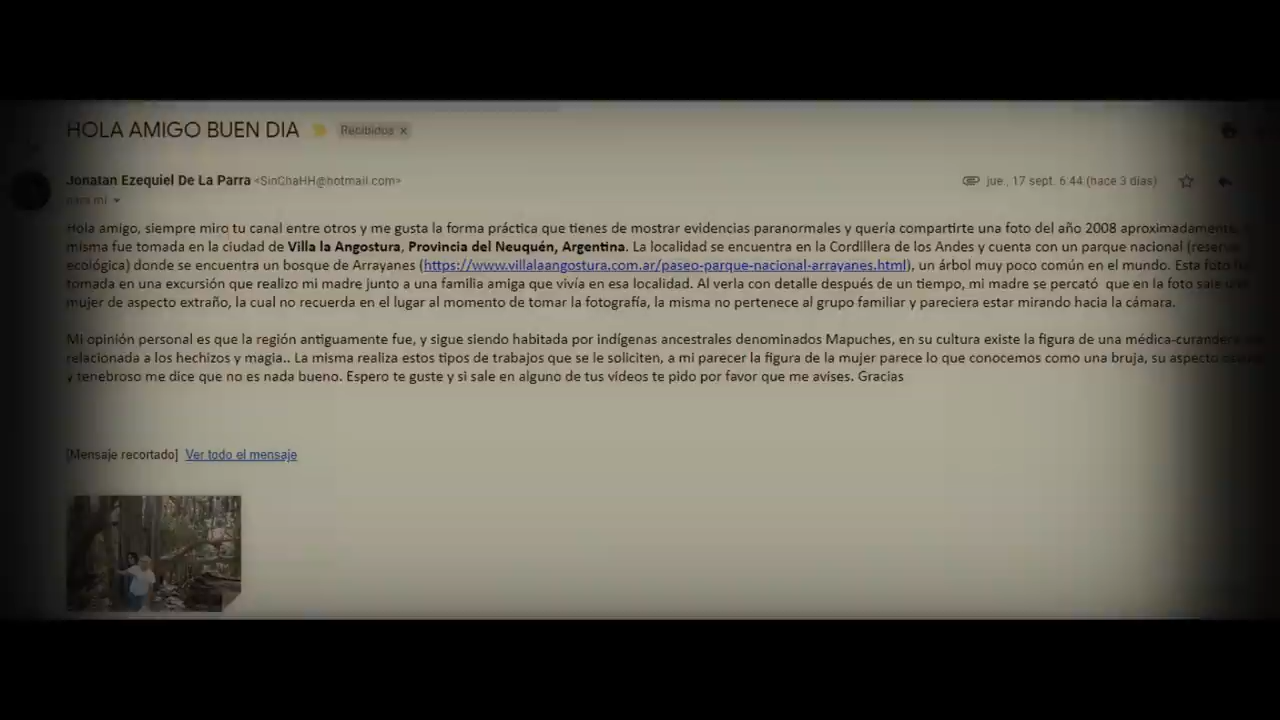 HOLA AMIGO BUEN DIA Recibidos ×
Jonatan Ezequiel De La Parra <SinChaHH@hotmail.com> jue., 17 sept. 6:44 (hace 3 días)
para mí
Hola amigo, siempre miro tu canal entre otros y me gusta la forma práctica que tienes de mostrar evidencias paranormales y quería compartirte una foto del año 2008 aproximadamente.
misma fue tomada en la ciudad de Villa la Angostura, Provincia del Neuquén, Argentina. La localidad se encuentra en la Cordillera de los Andes y cuenta con un parque nacional (reserva
ecológica) donde se encuentra un bosque de Arrayanes (https://www.villalaangostura.com.ar/paseo-parque-nacional-arrayanes.html), un árbol muy poco común en el mundo. Esta foto
tomada en una excursión que realizo mi madre junto a una familia amiga que vivía en esa localidad. Al verla con detalle después de un tiempo, mi madre se percató que en la foto sale
mujer de aspecto extraño, la cual no recuerda en el lugar al momento de tomar la fotografía, la misma no pertenece al grupo familiar y pareciera estar mirando hacia la cámara.
Mi opinión personal es que la región antiguamente fue, y sigue siendo habitada por indígenas ancestrales denominados Mapuches, en su cultura existe la figura de una médica-curandera
relacionada a los hechizos y magia.. La misma realiza estos tipos de trabajos que se le soliciten, a mi parecer la figura de la mujer parece lo que conocemos como una bruja, su aspecto
y tenebroso me dice que no es nada bueno. Espero te guste y si sale en alguno de tus vídeos te pido por favor que me avises. Gracias
[Mensaje recortado] Ver todo el mensaje